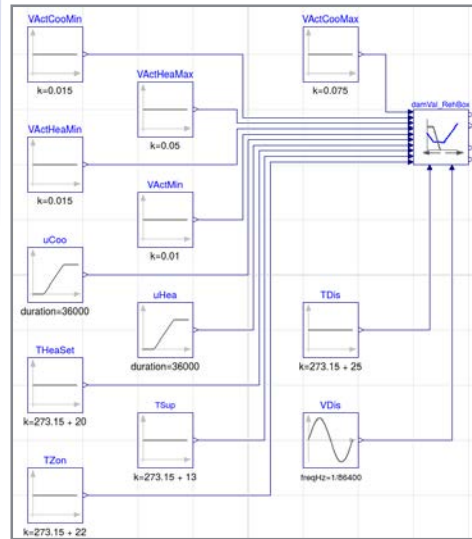 VActCooMin
VActCooMax
k=0.015
VActHeaMax
k=0.075
damVal_RehBox
k=0.05
VActHeaMin
k=0.015
VActMin
k=0.01
uCoo
duration=36000
uHea
TDis
duration=36000
k=273.15 + 25
THeaSet
k=273.15 + 20
TSup
VDis
k=273.15 + 13
freqHz=1/86400
TZon
k=273.15 + 22